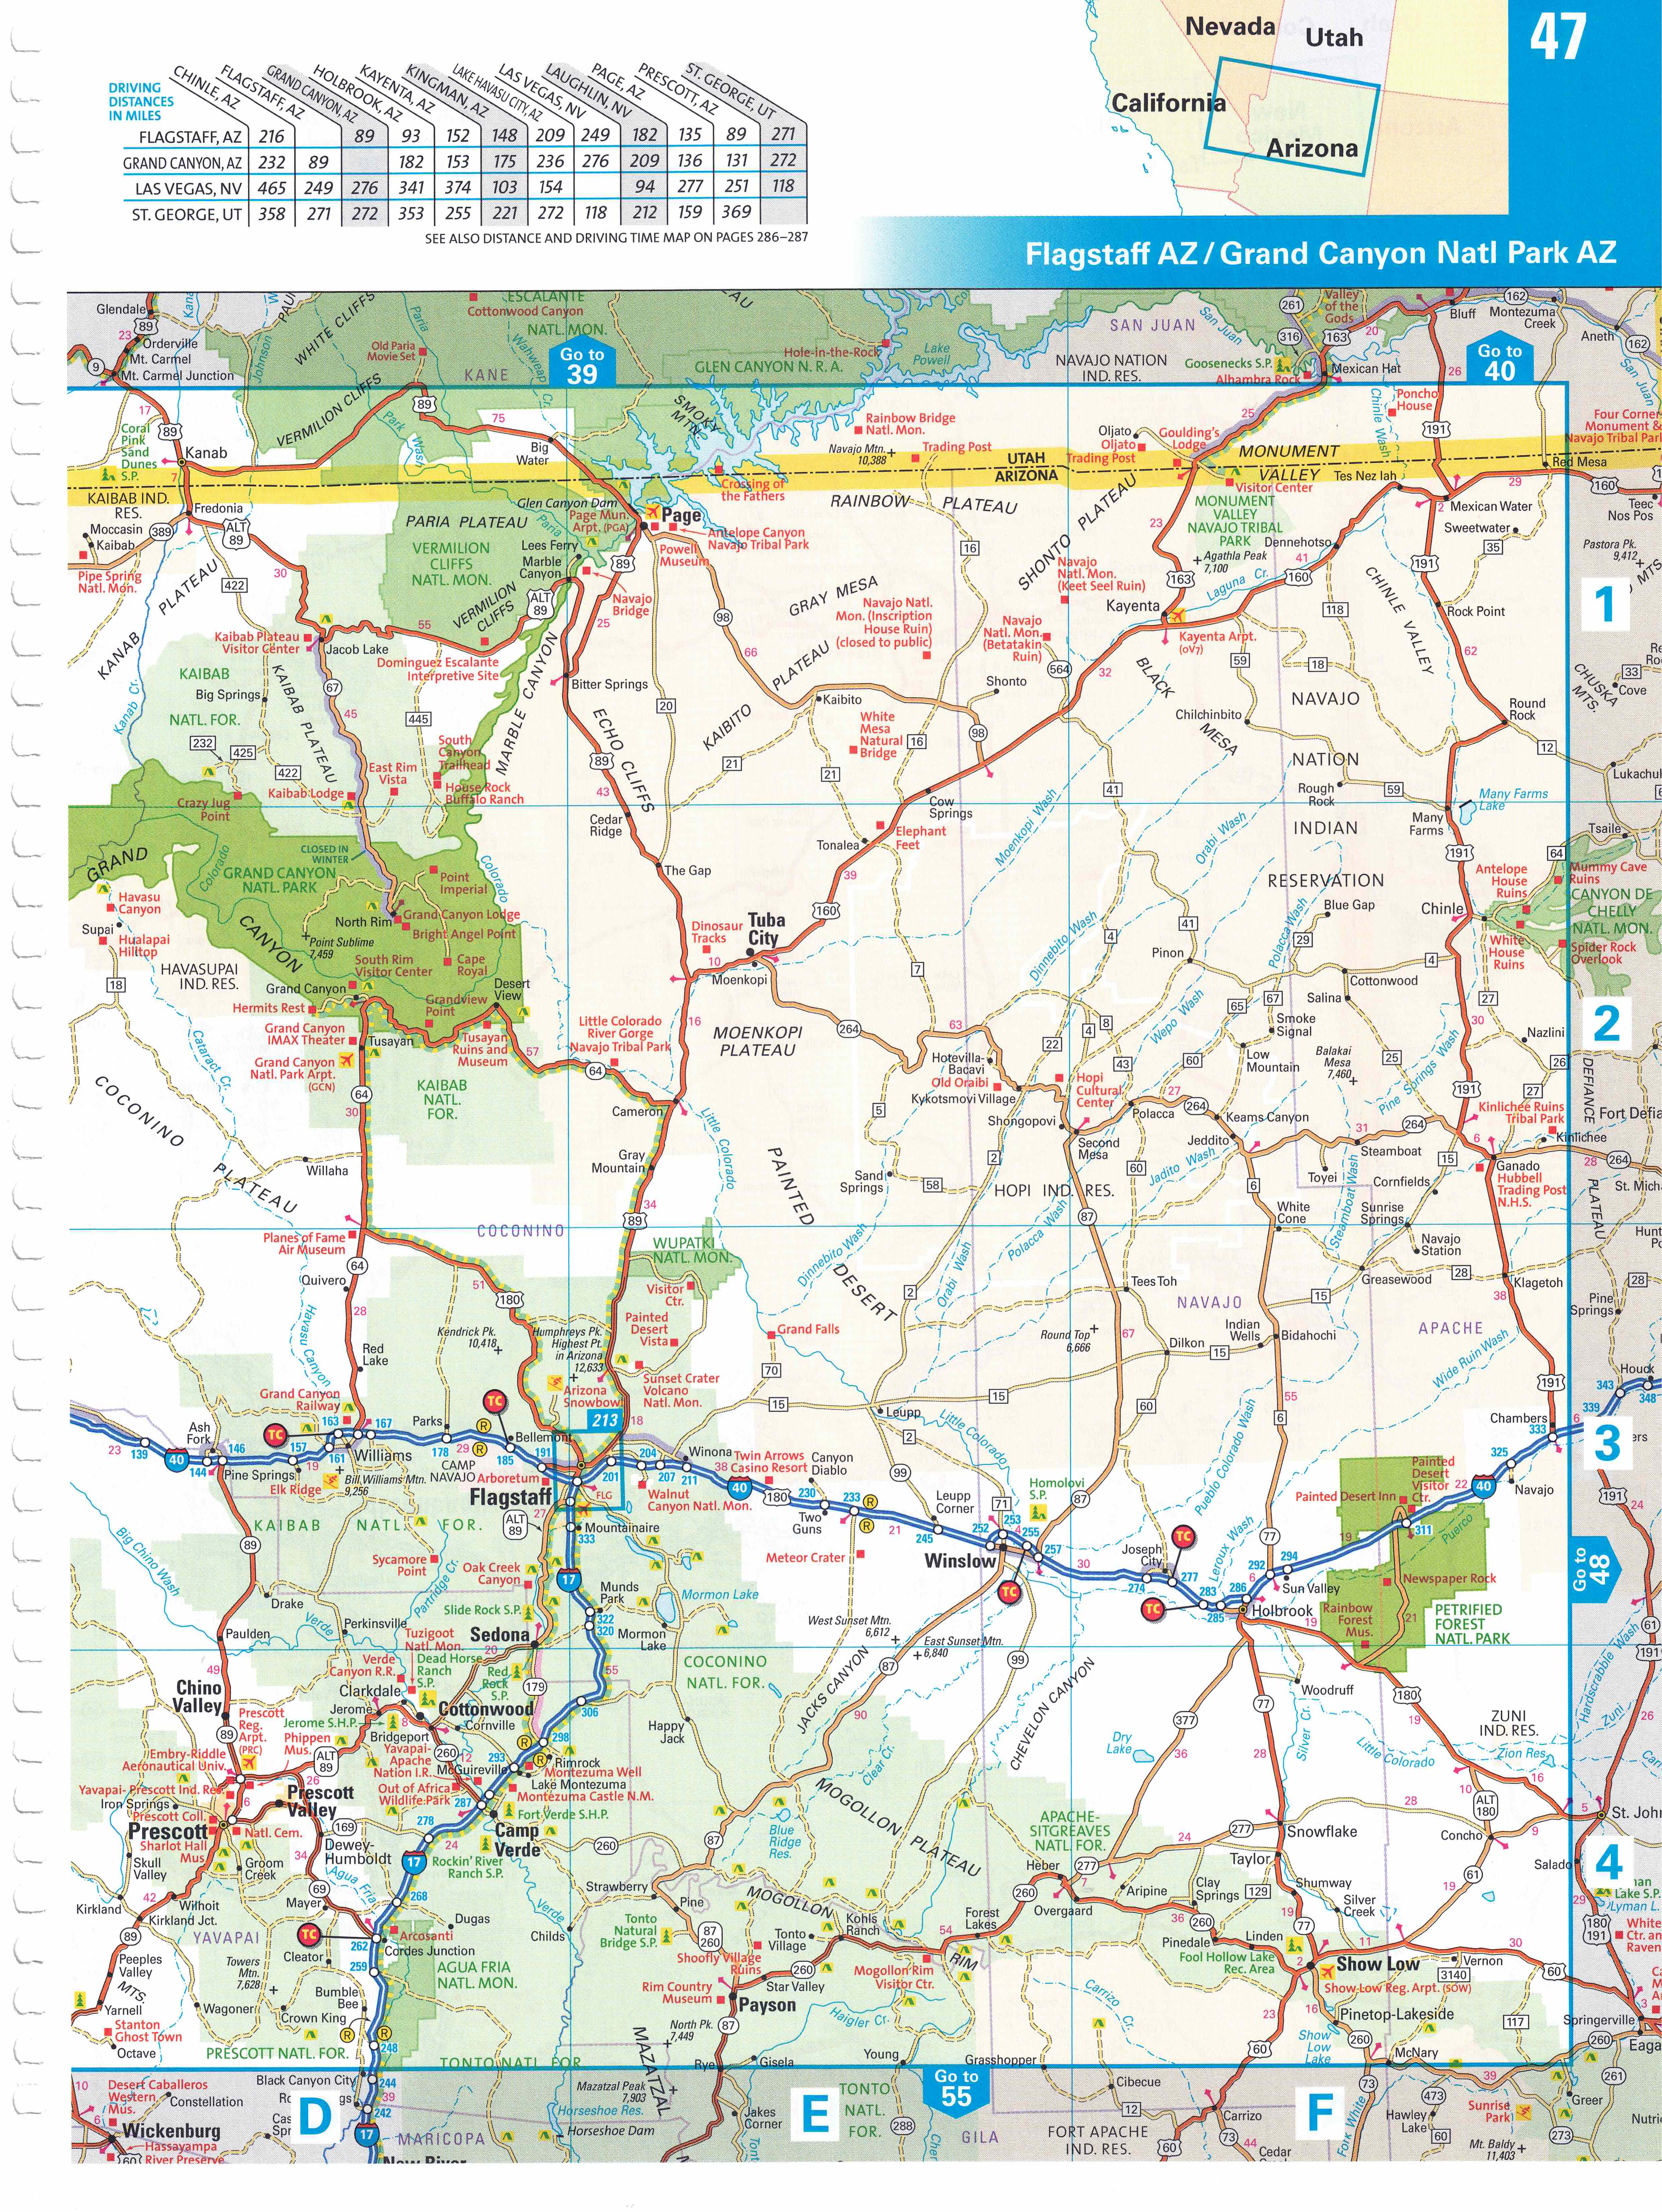 47
Nevada
Utah
California
Arizona
Flagstaff AZ / Grand Canyon Natl Park AZ
DRIVING
DISTANCES
IN MILES
CHINLE, AZ
FLAGSTAFF, AZ
GRAND CANYON, AZ
HOLBROOK, AZ
KAYENTA, AZ
KINGMAN, AZ
LAKE HAVASU CITY, AZ
LAS VEGAS, NV
LAUGHLIN, NV
PAGE, AZ
PRESCOTT, AZ
ST. GEORGE, UT
FLAGSTAFF, AZ 216 89 93 152 148 209 249 182 135 89 271
GRAND CANYON, AZ 232 89 182 153 175 236 276 209 136 131 272
LAS VEGAS, NV 465 249 276 341 374 103 154 94 277 251 118
ST. GEORGE, UT 358 271 272 353 255 221 272 118 212 159 369
SEE ALSO DISTANCE AND DRIVING TIME MAP ON PAGES 286–287
Glendale
Orderville
Mt. Carmel
Mt. Carmel Junction
WHITE CLIFFS
Old Paria
Movie Set
ESCALANTE
Cottonwood Canyon
NATL. MON.
KANE
Go to
39
Hole-in-the-Rock
Lake
Powell
GLEN CANYON N. R. A.
SAN JUAN
San Juan
NAVAJO NATION
IND. RES.
Goosenecks S.P.
Alhambra Rock
Valley
of the
Gods
Mexican Hat
Bluff
Montezuma
Creek
Aneth
Go to
40
VERMILION CLIFFS
Coral
Pink
Sand
Dunes
S.P.
Kanab
Big
Water
SMOKY
MTN.
Rainbow Bridge
Natl. Mon.
Navajo Mtn.
10,388
Trading Post
Oljato
Oljato
Trading Post
Goulding's
Lodge
Poncho
House
Chinle Wash
Four Corners
Monument &
Navajo Tribal Park
MONUMENT
VALLEY
UTAH
ARIZONA
Tes Nez Iah
Red Mesa
KAIBAB IND.
RES.
Fredonia
Moccasin
Kaibab
Pipe Spring
Natl. Mon.
Crossing of
the Fathers
Glen Canyon Dam
Page Mun.
Arpt. (PGA)
Page
Antelope Canyon
Navajo Tribal Park
Powell
Museum
PARIA PLATEAU
VERMILION
CLIFFS
NATL. MON.
Lees Ferry
Marble
Canyon
Navajo
Bridge
VERMILION
CLIFFS
RAINBOW PLATEAU
SHONTO PLATEAU
Visitor Center
MONUMENT
VALLEY
NAVAJO TRIBAL
PARK
Dennehotso
Agathla Peak
7,100
Mexican Water
Sweetwater
Teec
Nos Pos
Pastora Pk.
9,412
KANAB PLATEAU
Kaibab Plateau
Visitor Center
Jacob Lake
Dominguez Escalante
Interpretive Site
GRAY MESA
Navajo Natl.
Mon. (Inscription
House Ruin)
(closed to public)
Navajo
Natl. Mon.
(Keet Seel Ruin)
Navajo
Natl. Mon.
(Betatakin
Ruin)
Kayenta
Kayenta Arpt.
(0V7)
Laguna Cr.
CHINLE VALLEY
Rock Point
1
KAIBAB
NATL. FOR.
Big Springs
KAIBAB PLATEAU
Kanab Cr.
MARBLE CANYON
Bitter Springs
ECHO CLIFFS
KAIBITO PLATEAU
Kaibito
Shonto
White
Mesa
Natural
Bridge
BLACK MESA
Chilchinbito
NAVAJO
NATION
INDIAN
RESERVATION
Round
Rock
CHUSKA
MTS.
Cove
South
Canyon
Trailhead
East Rim
Vista
House Rock
Buffalo Ranch
Kaibab Lodge
Crazy Jug
Point
Cedar
Ridge
Cow
Springs
Tonalea
Elephant
Feet
Moenkopi Wash
Orabi Wash
Rough
Rock
Many
Farms
Many Farms
Lake
Tsaile
GRAND CANYON
CLOSED IN
WINTER
GRAND CANYON
NATL. PARK
Colorado
Point
Imperial
The Gap
Havasu
Canyon
Supai
Hualapai
Hilltop
North Rim
Grand Canyon Lodge
Bright Angel Point
Point Sublime
7,459
South Rim
Visitor Center
Cape
Royal
HAVASUPAI
IND. RES.
Grand Canyon
Hermits Rest
Grandview
Point
Desert
View
Dinosaur
Tracks
Tuba
City
Moenkopi
Dinnebito Wash
Pinon
Blue Gap
Polacca Wash
Chinle
Antelope
House
Ruins
Mummy Cave
Ruins
CANYON DE
CHELLY
NATL. MON.
White
House
Ruins
Spider Rock
Overlook
Cottonwood
Salina
Smoke
Signal
Low
Mountain
Balakai
Mesa
7,460
Nazlini
2
Grand Canyon
IMAX Theater
Tusayan
Grand Canyon
Natl. Park Arpt.
(GCN)
Tusayan
Ruins and
Museum
Little Colorado
River Gorge
Navajo Tribal Park
MOENKOPI
PLATEAU
Cataract Cr.
KAIBAB
NATL.
FOR.
Cameron
Little Colorado
Hotevilla-
Bacavi
Old Oraibi
Kykotsmovi Village
Shongopovi
Hopi
Cultural
Center
Second
Mesa
Polacca
Keams Canyon
Jeddito
Wepo Wash
Jadito Wash
Pine Springs Wash
Kinlichee Ruins
Tribal Park
Kinlichee
DEFIANCE PLATEAU
COCONINO PLATEAU
Willaha
Gray
Mountain
PAINTED DESERT
Sand
Springs
HOPI IND. RES.
Steamboat
Toyei
Steamboat Wash
Cornfields
Ganado
Hubbell
Trading Post
N.H.S.
White
Cone
Sunrise
Springs
Navajo
Station
Greasewood
Klagetoh
Pine
Springs
COCONINO
Planes of Fame
Air Museum
Quivero
WUPATKI
NATL. MON.
Visitor
Ctr.
Painted
Desert
Vista
Kendrick Pk.
10,418
Humphreys Pk.
Highest Pt.
in Arizona
12,633
Arizona
Snowbowl
Sunset Crater
Volcano
Natl. Mon.
Grand Falls
Dinnebito Wash
Orabi Wash
Polacca Wash
Tees Toh
NAVAJO
Round Top
6,666
Dilkon
Indian
Wells
Bidahochi
APACHE
Wide Ruin Wash
Red
Lake
Havasu Canyon
Grand Canyon
Railway
Ash
Fork
Williams
Pine Springs
Elk Ridge
Bill Williams Mtn.
9,256
Parks
Bellemont
CAMP
NAVAJO
Arboretum
213
Flagstaff
FLG
Winona
Walnut
Canyon Natl. Mon.
Twin Arrows
Casino Resort
Canyon
Diablo
Two
Guns
Leupp
Leupp
Corner
Little Colorado
Homolovi
S.P.
Pueblo Colorado Wash
Leroux Wash
Houck
Chambers
Navajo
Painted
Desert
Visitor
Ctr.
Painted Desert Inn
Puerco
3
KAIBAB NATL. FOR.
Big Chino Wash
Sycamore
Point
Partridge Cr.
Oak Creek
Canyon
Mountainaire
Munds
Park
Mormon Lake
Mormon
Lake
Meteor Crater
Winslow
Joseph
City
Sun Valley
Holbrook
Newspaper Rock
Rainbow
Forest
Mus.
PETRIFIED
FOREST
NATL. PARK
Go to
48
Drake
Perkinsville
Paulden
Verde
Slide Rock S.P.
Tuzigoot
Natl. Mon.
Sedona
Verde
Canyon R.R.
Dead Horse
Ranch
S.P.
Red
Rock
S.P.
Clarkdale
Jerome
Jerome S.H.P.
Cottonwood
Cornville
Bridgeport
COCONINO
NATL. FOR.
West Sunset Mtn.
6,612
East Sunset Mtn.
6,840
JACKS CANYON
CHEVELON CANYON
Clear Cr.
Woodruff
Silver Cr.
Dry
Lake
ZUNI
IND. RES.
Little Colorado
Zion Res.
Zuni
Hardscrabble Wash
Chino
Valley
Prescott
Reg.
Arpt.
(PRC)
Phippen
Mus.
Embry-Riddle
Aeronautical Univ.
Yavapai-Prescott Ind. Res.
Iron Springs
Prescott Coll.
Prescott
Sharlot Hall
Mus.
Natl. Cem.
Prescott
Valley
Yavapai-
Apache
Nation I.R.
Out of Africa
Wildlife Park
McGuireville
Rimrock
Montezuma Well
Lake Montezuma
Montezuma Castle N.M.
Fort Verde S.H.P.
Camp
Verde
Rockin' River
Ranch S.P.
Happy
Jack
Blue
Ridge
Res.
MOGOLLON PLATEAU
APACHE-
SITGREAVES
NATL. FOR.
Snowflake
Taylor
Concho
St. John
Salado
4
Skull
Valley
Groom
Creek
Dewey-
Humboldt
Agua Fria
Mayer
Kirkland
Wilhoit
Kirkland Jct.
YAVAPAI
Peeples
Valley
MTS.
Yarnell
Stanton
Ghost Town
Octave
Wagoner
Towers
Mtn.
7,628
Cleator
Bumble
Bee
Crown King
PRESCOTT NATL. FOR.
Arcosanti
Cordes Junction
AGUA FRIA
NATL. MON.
Dugas
Childs
Verde
Strawberry
Pine
Tonto
Natural
Bridge S.P.
MOGOLLON RIM
Tonto
Village
Kohls
Ranch
Shoofly Village
Ruins
Star Valley
Rim Country
Museum
Payson
Mogollon Rim
Visitor Ctr.
Forest
Lakes
Heber
Overgaard
Aripine
Clay
Springs
Pinedale
Linden
Fool Hollow Lake
Rec. Area
Shumway
Silver
Creek
Show Low
Show Low Reg. Arpt. (SOW)
Vernon
Pinetop-Lakeside
Show
Low
Lake
McNary
Springerville
Lyman L.
North Pk.
7,449
MAZATZAL
Haigler Cr.
Carrizo Cr.
Rye
Gisela
Young
Grasshopper
TONTO NATL. FOR.
Go to
55
D
E
F
Desert Caballeros
Western
Mus.
Constellation
Wickenburg
Hassayampa
River Preserve
Black Canyon City
MARICOPA
New River
Mazatzal Peak
7,903
Horseshoe Res.
Horseshoe Dam
Jakes
Corner
TONTO
NATL.
FOR.
GILA
Cibecue
FORT APACHE
IND. RES.
Carrizo
Cedar
Hawley
Lake
Sunrise
Park
Greer
Mt. Baldy
11,403